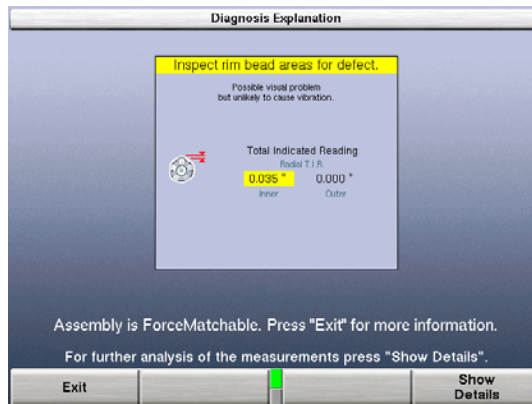 Diagnosis Explanation
Inspect rim bead areas for defect.
Possible visual problem
but unlikely to cause vibration.
Total Indicated Reading
Radial T.I.R.
0.035 " 0.000 "
Inner Outer
Assembly is ForceMatchable. Press "Exit" for more information.
For further analysis of the measurements press "Show Details".
Exit Show
Details